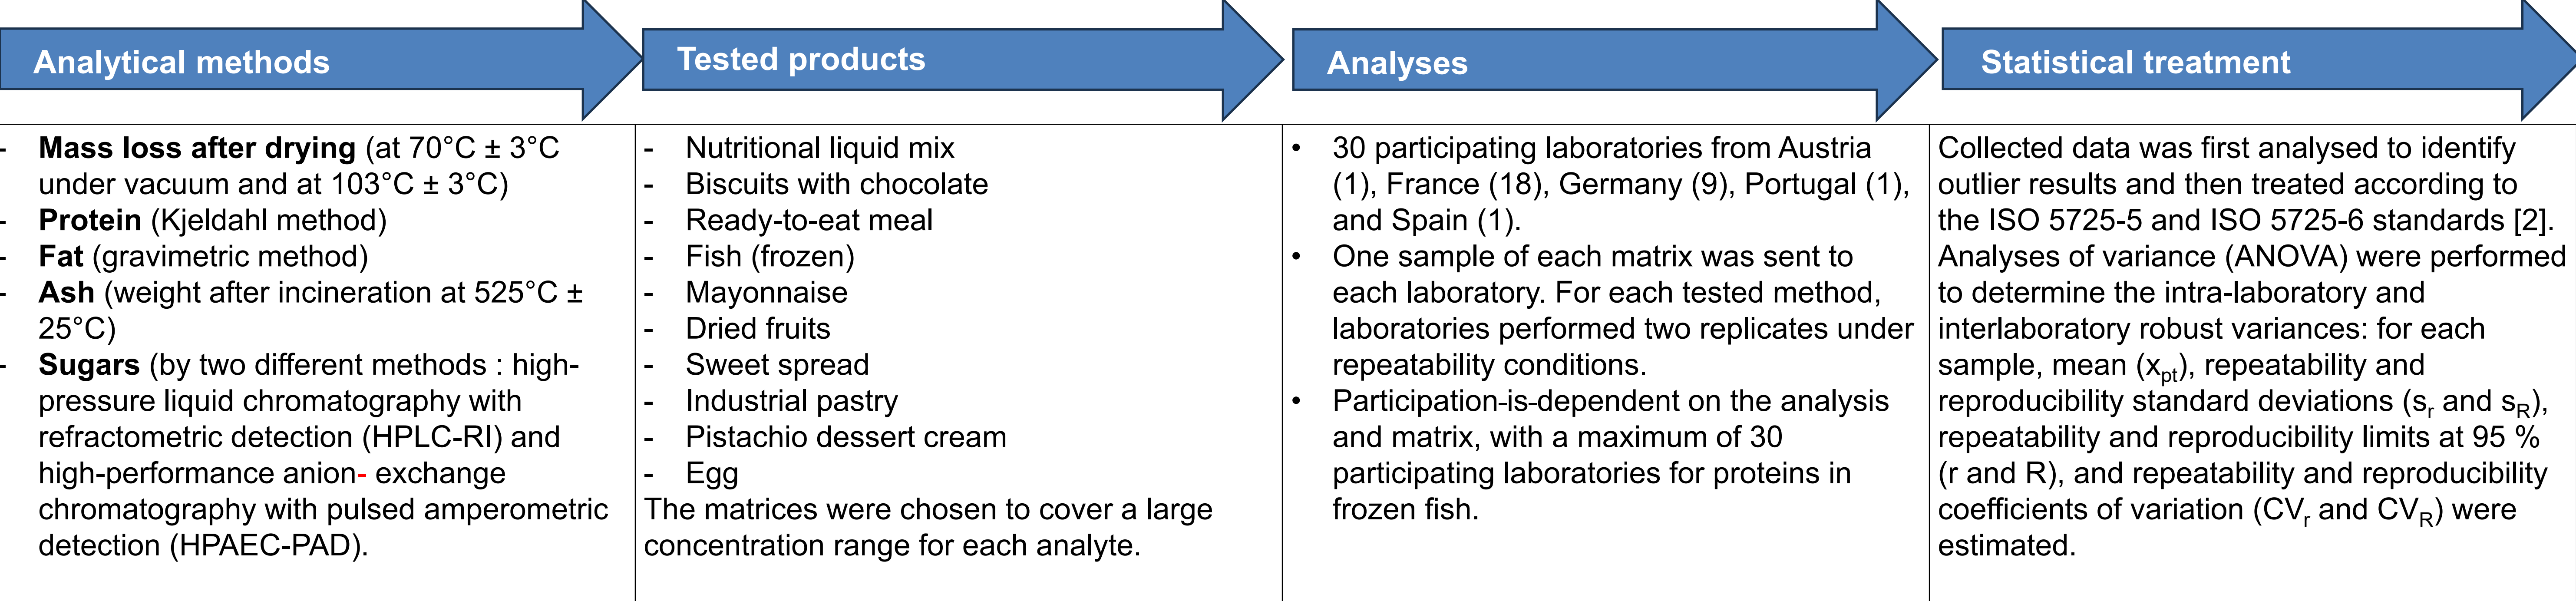 Analytical methods
- Mass loss after drying (at 70°C ± 3°C
under vacuum and at 103°C ± 3°C)
- Protein (Kjeldahl method)
- Fat (gravimetric method)
- Ash (weight after incineration at 525°C ±
25°C)
- Sugars (by two different methods : high-
pressure liquid chromatography with
refractometric detection (HPLC-RI) and
high-performance anion- exchange
chromatography with pulsed amperometric
detection (HPAEC-PAD).
Tested products
- Nutritional liquid mix
- Biscuits with chocolate
- Ready-to-eat meal
- Fish (frozen)
- Mayonnaise
- Dried fruits
- Sweet spread
- Industrial pastry
- Pistachio dessert cream
- Egg
The matrices were chosen to cover a large
concentration range for each analyte.
Analyses
• 30 participating laboratories from Austria
(1), France (18), Germany (9), Portugal (1),
and Spain (1).
• One sample of each matrix was sent to
each laboratory. For each tested method,
laboratories performed two replicates under
repeatability conditions.
• Participation-is-dependent on the analysis
and matrix, with a maximum of 30
participating laboratories for proteins in
frozen fish.
Statistical treatment
Collected data was first analysed to identify
outlier results and then treated according to
the ISO 5725-5 and ISO 5725-6 standards [2].
Analyses of variance (ANOVA) were performed
to determine the intra-laboratory and
interlaboratory robust variances: for each
sample, mean (xpt), repeatability and
reproducibility standard deviations (sr and sR),
repeatability and reproducibility limits at 95 %
(r and R), and repeatability and reproducibility
coefficients of variation (CVr and CVR) were
estimated.